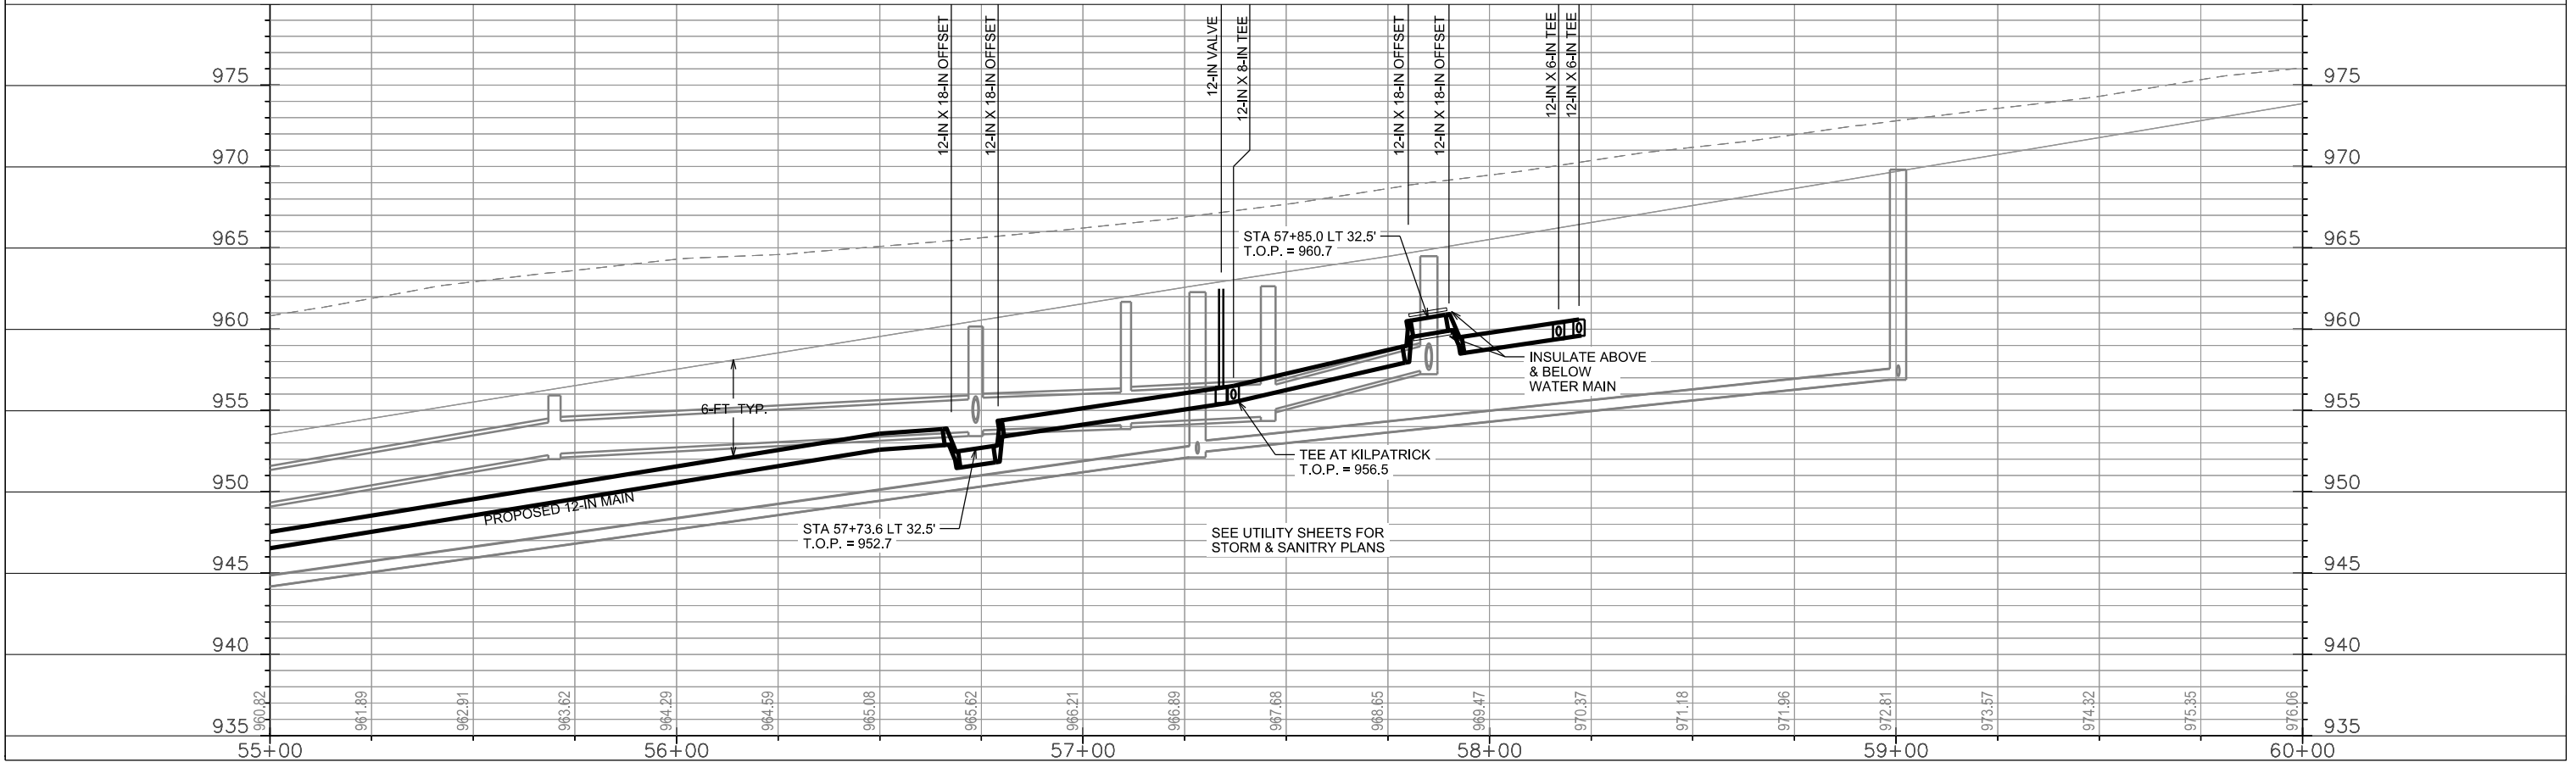 12-IN X 18-IN OFFSET
12-IN X 18-IN OFFSET
12-IN VALVE
12-IN X 8-IN TEE
12-IN X 18-IN OFFSET
12-IN X 18-IN OFFSET
12-IN X 6-IN TEE
12-IN X 6-IN TEE
975
975
970
970
965
965
STA 57+85.0 LT 32.5'
T.O.P. = 960.7
960
960
INSULATE ABOVE
& BELOW
WATER MAIN
955
6-FT TYP.
955
TEE AT KILPATRICK
T.O.P. = 956.5
950
950
PROPOSED 12-IN MAIN
STA 57+73.6 LT 32.5'
T.O.P. = 952.7
SEE UTILITY SHEETS FOR
STORM & SANITRY PLANS
945
945
940
940
935
935
960.82
961.89
962.91
963.62
964.29
964.59
965.08
965.62
966.21
966.89
967.68
968.65
969.47
970.37
971.18
971.96
972.81
973.57
974.32
975.35
976.06
55+00
56+00
57+00
58+00
59+00
60+00